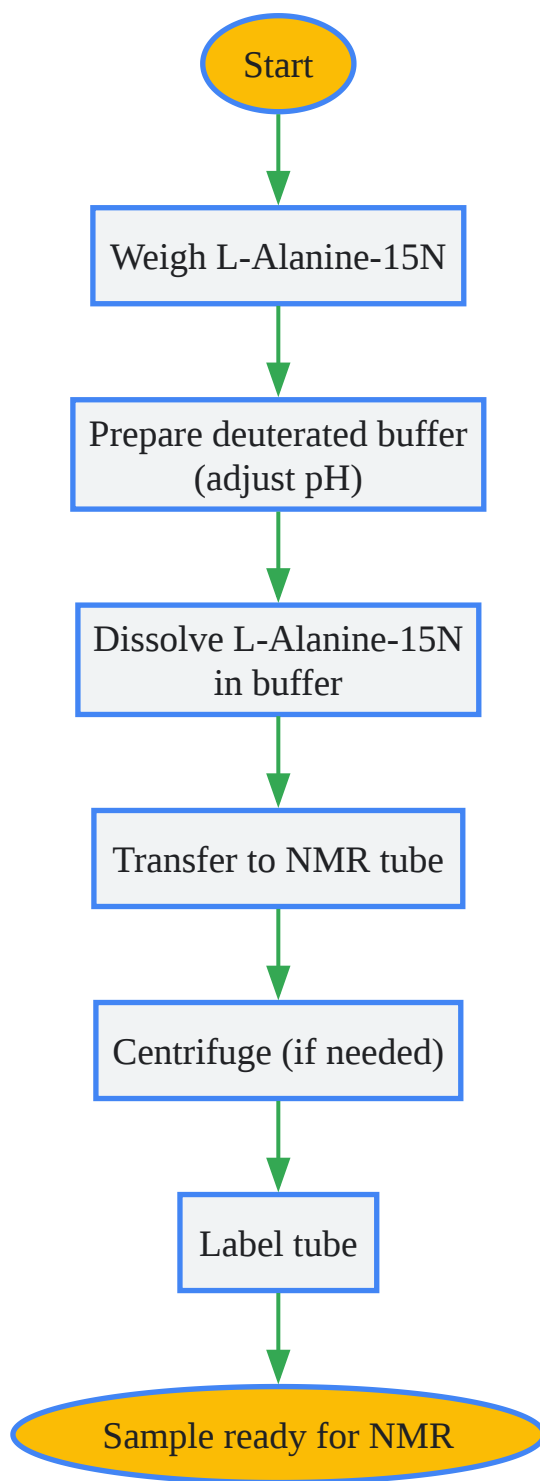 Start
Weigh L-Alanine-15N
Prepare deuterated buffer
(adjust pH)
Dissolve L-Alanine-15N
in buffer
Transfer to NMR tube
Centrifuge (if needed)
Label tube
Sample ready for NMR